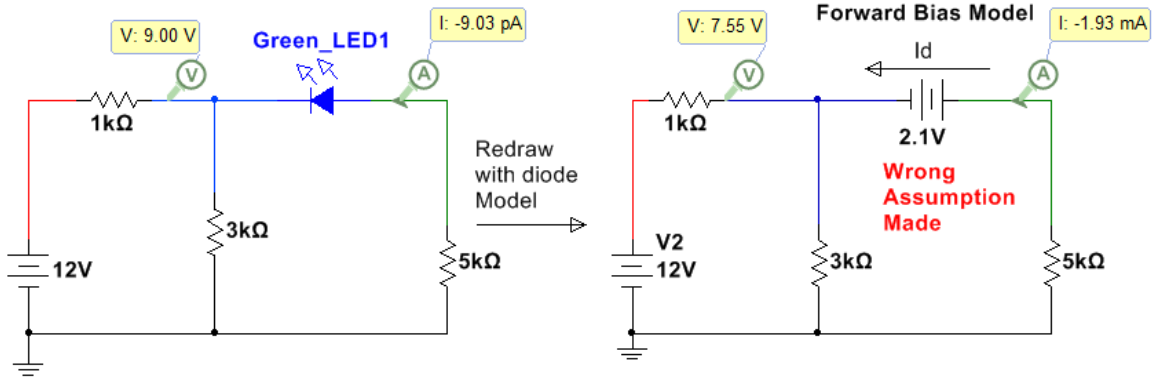 V: 9.00 V
Green_LED1
I: -9.03 pA
V
A
1kΩ
3kΩ
12V
5kΩ
Redraw
with diode
Model
Forward Bias Model
V: 7.55 V
Id
I: -1.93 mA
V
A
1kΩ
2.1V
Wrong
Assumption
Made
V2
12V
3kΩ
5kΩ